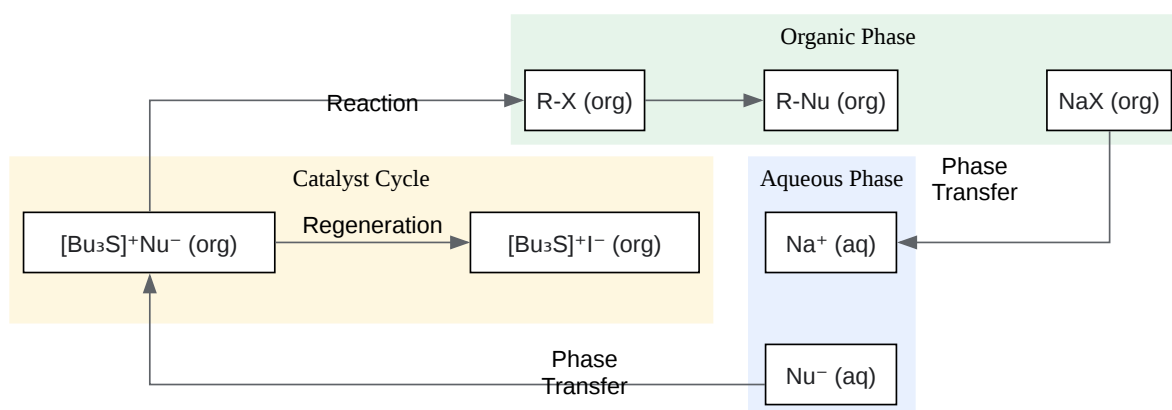 Organic Phase
R-X (org)
R-Nu (org)
NaX (org)
Reaction
Phase
Transfer
Catalyst Cycle
Aqueous Phase
[Bu₃S]⁺Nu⁻ (org)
Regeneration
[Bu₃S]⁺I⁻ (org)
Na⁺ (aq)
Phase
Transfer
Nu⁻ (aq)